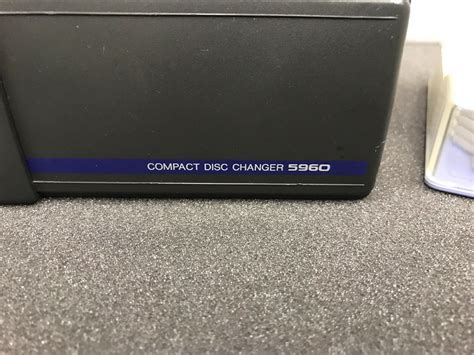 COMPACT DISC CHANGER 5960